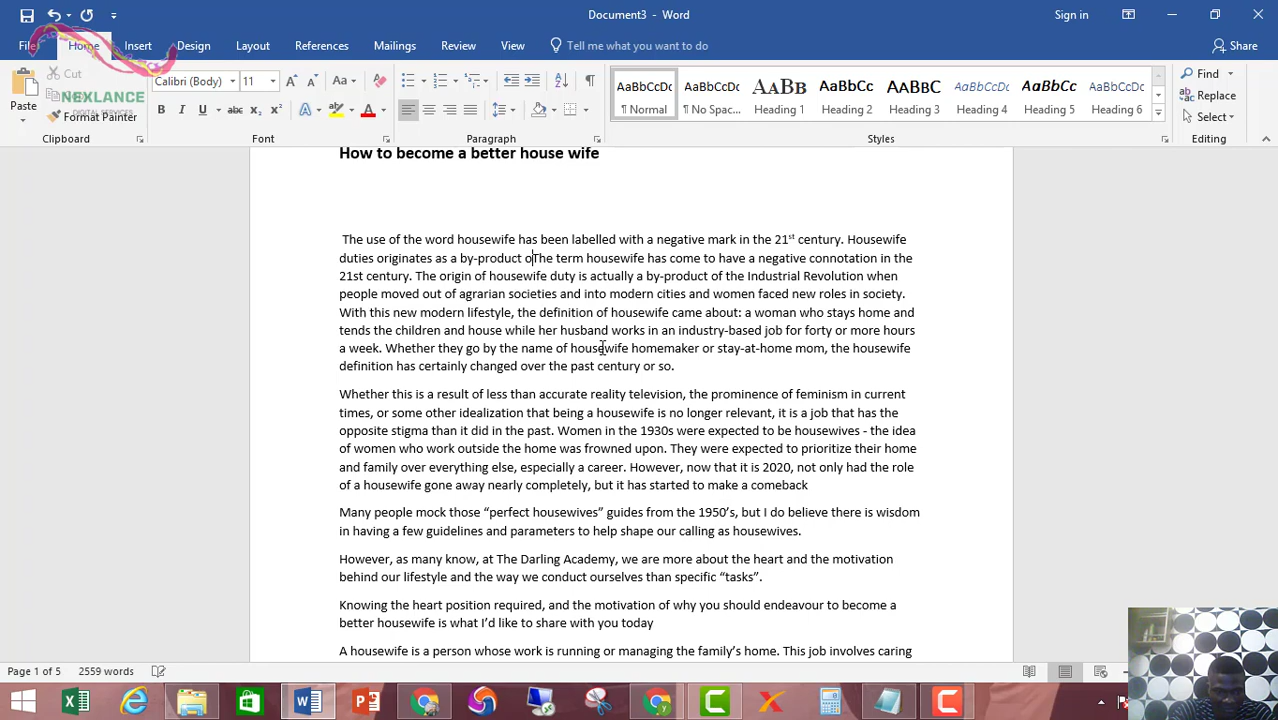 Document3 - Word
Sign in
File
Home
Insert
Design
Layout
References
Mailings
Review
View
Tell me what you want to do
Share
Paste
Cut
Format Painter
NEXLANCE
DIGITAL SERVICES
Calibri (Body)
11
AaBbCcDc
¶ Normal
AaBbCcDc
¶ No Spac...
AaBb
Heading 1
AaBbCc
Heading 2
AaBBC
Heading 3
AaBbCcDd
Heading 4
AaBbCc
Heading 5
AaBbCcDd
Heading 6
Find
Replace
Select
Clipboard
Font
Paragraph
Styles
Editing
How to become a better house wife
The use of the word housewife has been labelled with a negative mark in the 21st century. Housewife
duties originates as a by-product oThe term housewife has come to have a negative connotation in the
21st century. The origin of housewife duty is actually a by-product of the Industrial Revolution when
people moved out of agrarian societies and into modern cities and women faced new roles in society.
With this new modern lifestyle, the definition of housewife came about: a woman who stays home and
tends the children and house while her husband works in an industry-based job for forty or more hours
a week. Whether they go by the name of housewife homemaker or stay-at-home mom, the housewife
definition has certainly changed over the past century or so.
Whether this is a result of less than accurate reality television, the prominence of feminism in current
times, or some other idealization that being a housewife is no longer relevant, it is a job that has the
opposite stigma than it did in the past. Women in the 1930s were expected to be housewives - the idea
of women who work outside the home was frowned upon. They were expected to prioritize their home
and family over everything else, especially a career. However, now that it is 2020, not only had the role
of a housewife gone away nearly completely, but it has started to make a comeback
Many people mock those “perfect housewives” guides from the 1950’s, but I do believe there is wisdom
in having a few guidelines and parameters to help shape our calling as housewives.
However, as many know, at The Darling Academy, we are more about the heart and the motivation
behind our lifestyle and the way we conduct ourselves than specific “tasks”.
Knowing the heart position required, and the motivation of why you should endeavour to become a
better housewife is what I’d like to share with you today
A housewife is a person whose work is running or managing the family’s home. This job involves caring
Page 1 of 5
2559 words